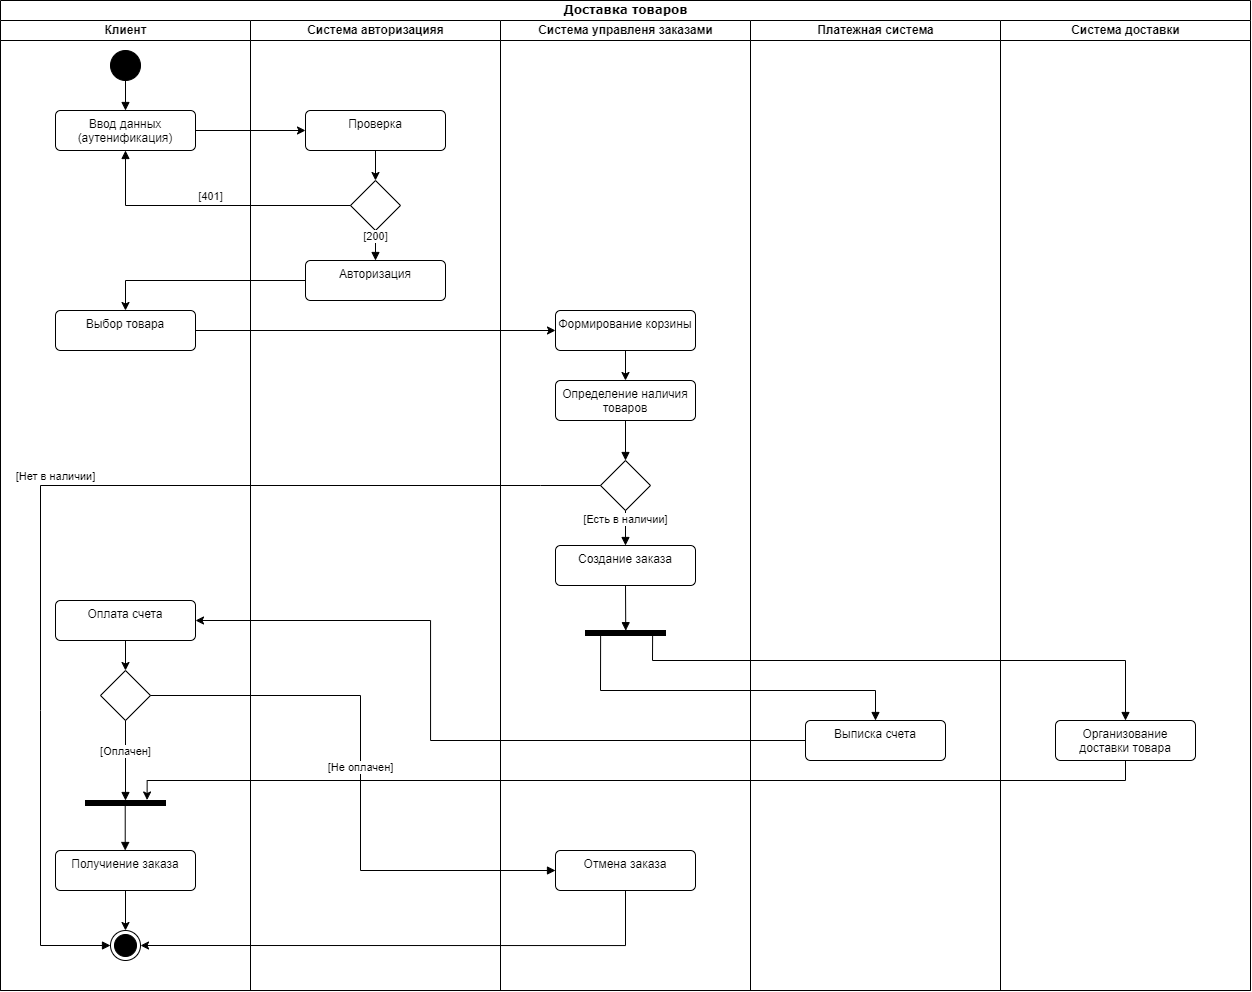 Доставка товаров
Клиент
Система авторизацияя
Система управленя заказами
Платежная система
Система доставки
Ввод данных
(аутенификация)
Проверка
[401]
[200]
Авторизация
Выбор товара
Формирование корзины
Определение наличия
товаров
[Нет в наличии]
[Есть в наличии]
Создание заказа
Оплата счета
Выписка счета
Организование
доставки товара
[Оплачен]
[Не оплачен]
Получиение заказа
Отмена заказа